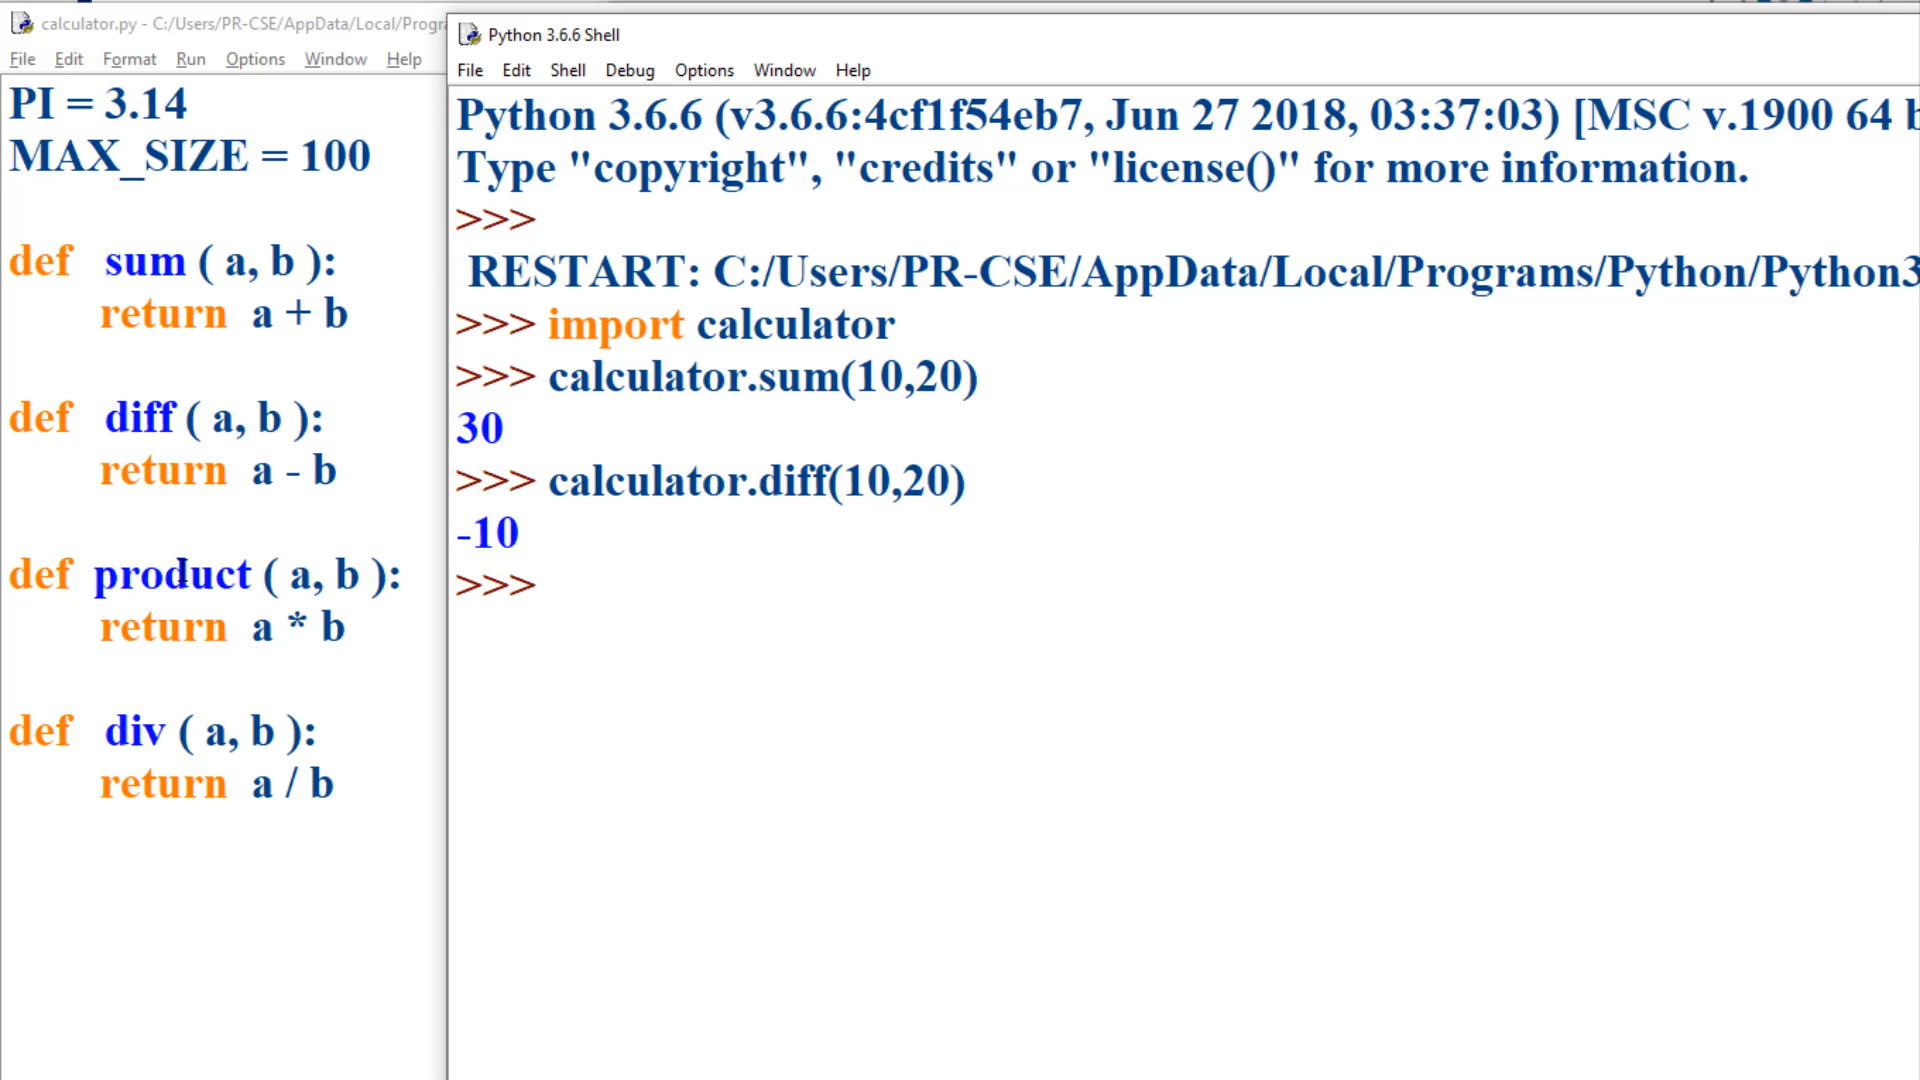 calculator.py - C:/Users/PR-CSE/AppData/Local/Progra
File Edit Format Run Options Window Help
PI = 3.14
MAX_SIZE = 100
def sum ( a, b ):
return a + b
def diff ( a, b ):
return a - b
def product ( a, b ):
return a * b
def div ( a, b ):
return a / b
Python 3.6.6 Shell
File Edit Shell Debug Options Window Help
Python 3.6.6 (v3.6.6:4cf1f54eb7, Jun 27 2018, 03:37:03) [MSC v.1900 64 b
Type "copyright", "credits" or "license()" for more information.
>>>
RESTART: C:/Users/PR-CSE/AppData/Local/Programs/Python/Python3
>>> import calculator
>>> calculator.sum(10,20)
30
>>> calculator.diff(10,20)
-10
>>>